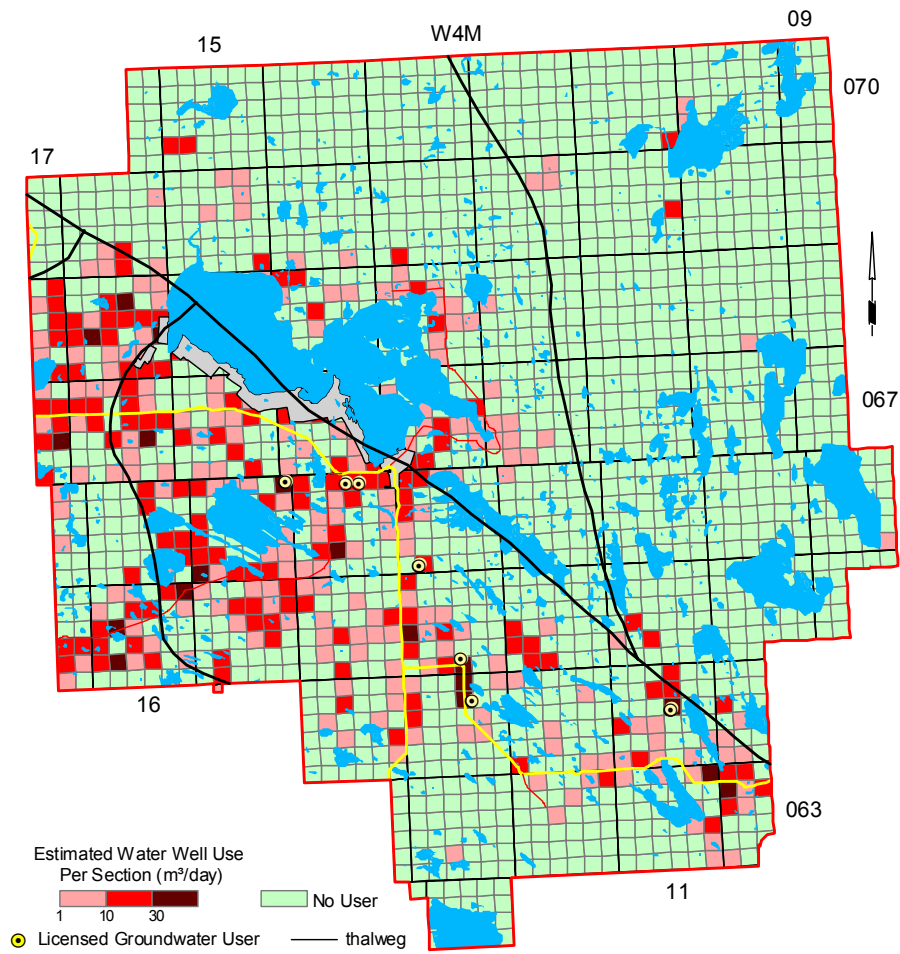 09
W4M
15
070
17
067
16
063
11
Estimated Water Well Use
Per Section (m³/day)
1 10 30
No User
Licensed Groundwater User
thalweg